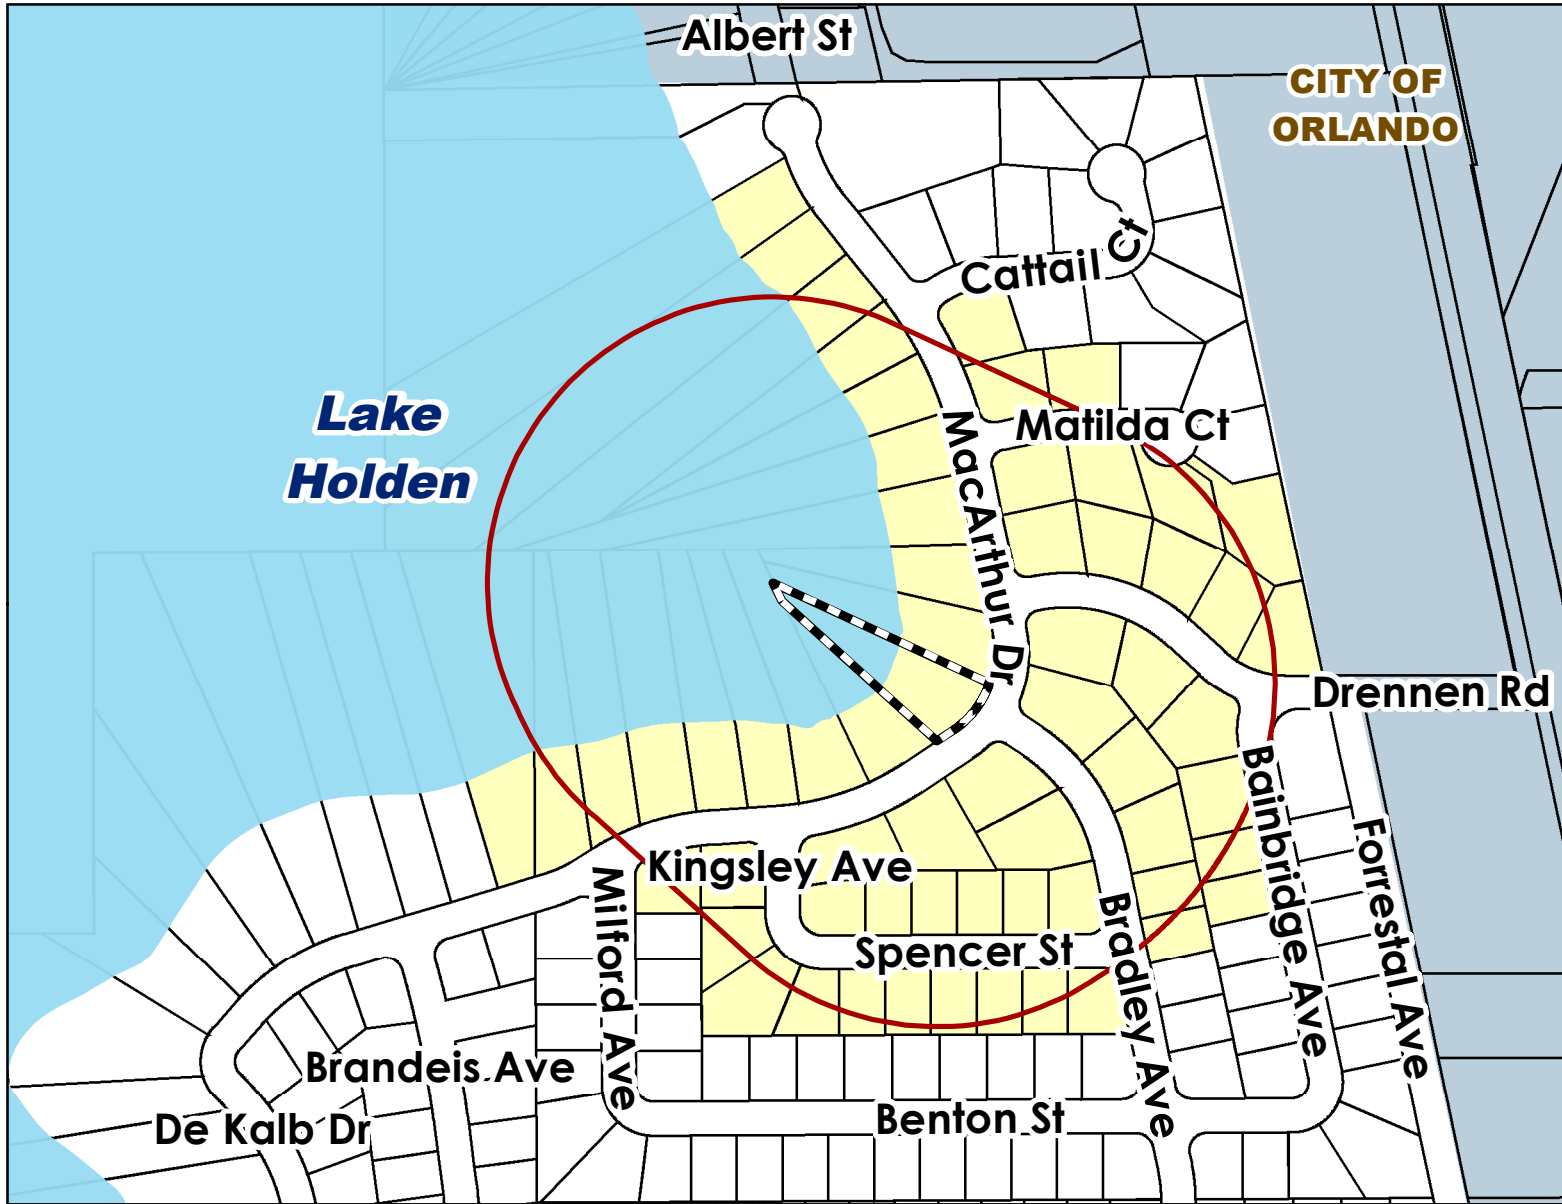 Albert St
CITY OF
ORLANDO
Cattail Ct
Lake
Holden
Matilda Ct
MacArthur Dr
Drennen Rd
Bainbridge Ave
Forrestal Ave
Kingsley Ave
Milford Ave
Bradley Ave
Spencer St
Brandeis Ave
Benton St
De Kalb Dr